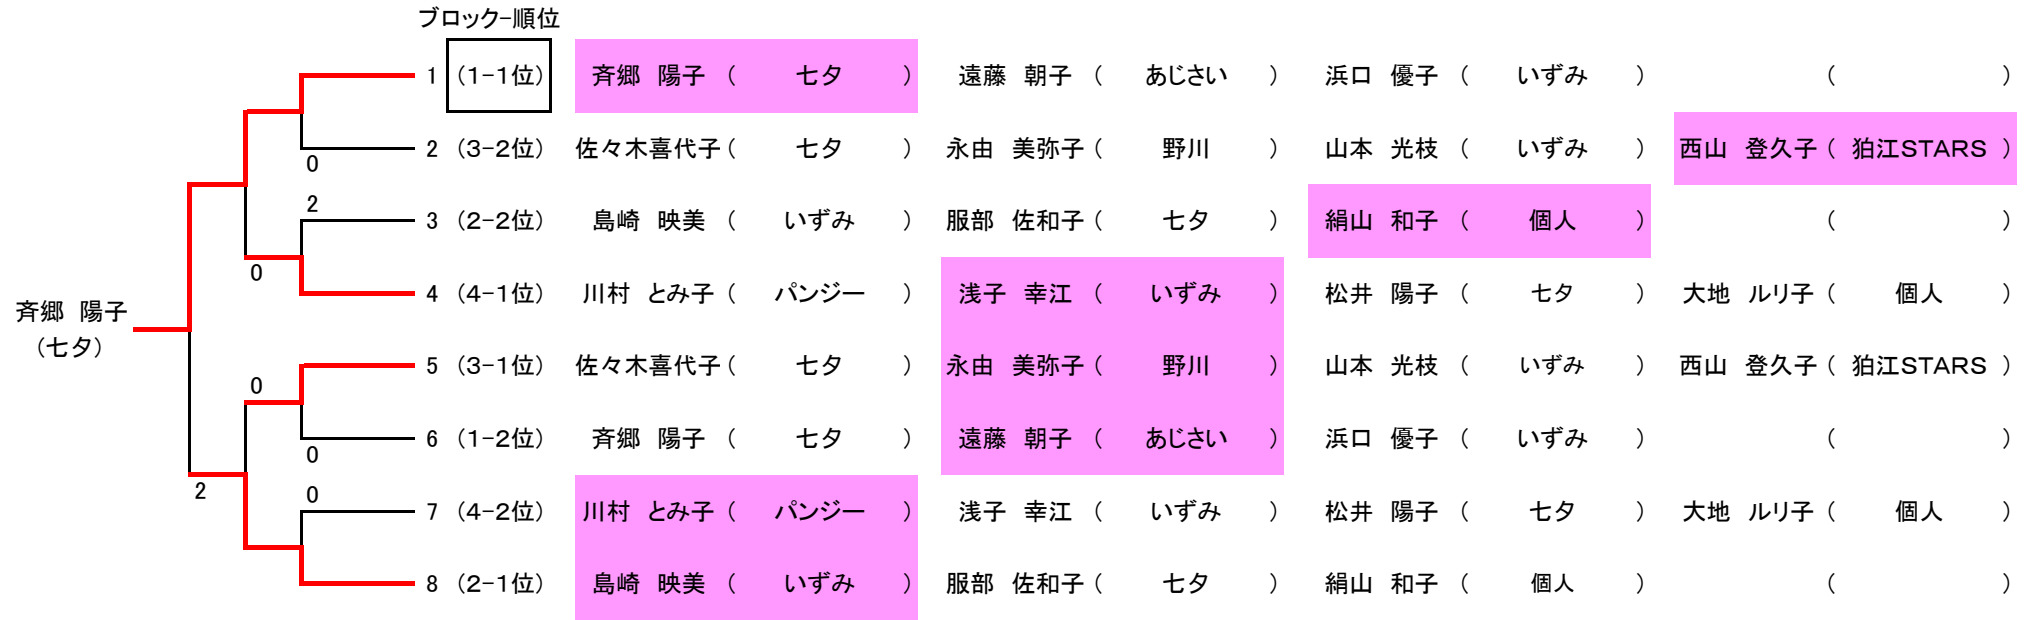 ブロック-順位
1 (1-1位) 斉郷 陽子 ( 七夕 ) 遠藤 朝子 ( あじさい ) 浜口 優子 ( いずみ ) ( )
0
2 (3-2位) 佐々木喜代子 ( 七夕 ) 永由 美弥子 ( 野川 ) 山本 光枝 ( いずみ ) 西山 登久子 ( 狛江STARS )
2
3 (2-2位) 島崎 映美 ( いずみ ) 服部 佐和子 ( 七夕 ) 絹山 和子 ( 個人 ) ( )
0
4 (4-1位) 川村 とみ子 ( パンジー ) 浅子 幸江 ( いずみ ) 松井 陽子 ( 七夕 ) 大地 ルリ子 ( 個人 )
斉郷 陽子
(七夕)
0
5 (3-1位) 佐々木喜代子 ( 七夕 ) 永由 美弥子 ( 野川 ) 山本 光枝 ( いずみ ) 西山 登久子 ( 狛江STARS )
0
6 (1-2位) 斉郷 陽子 ( 七夕 ) 遠藤 朝子 ( あじさい ) 浜口 優子 ( いずみ ) ( )
2
0
7 (4-2位) 川村 とみ子 ( パンジー ) 浅子 幸江 ( いずみ ) 松井 陽子 ( 七夕 ) 大地 ルリ子 ( 個人 )
8 (2-1位) 島崎 映美 ( いずみ ) 服部 佐和子 ( 七夕 ) 絹山 和子 ( 個人 ) ( )